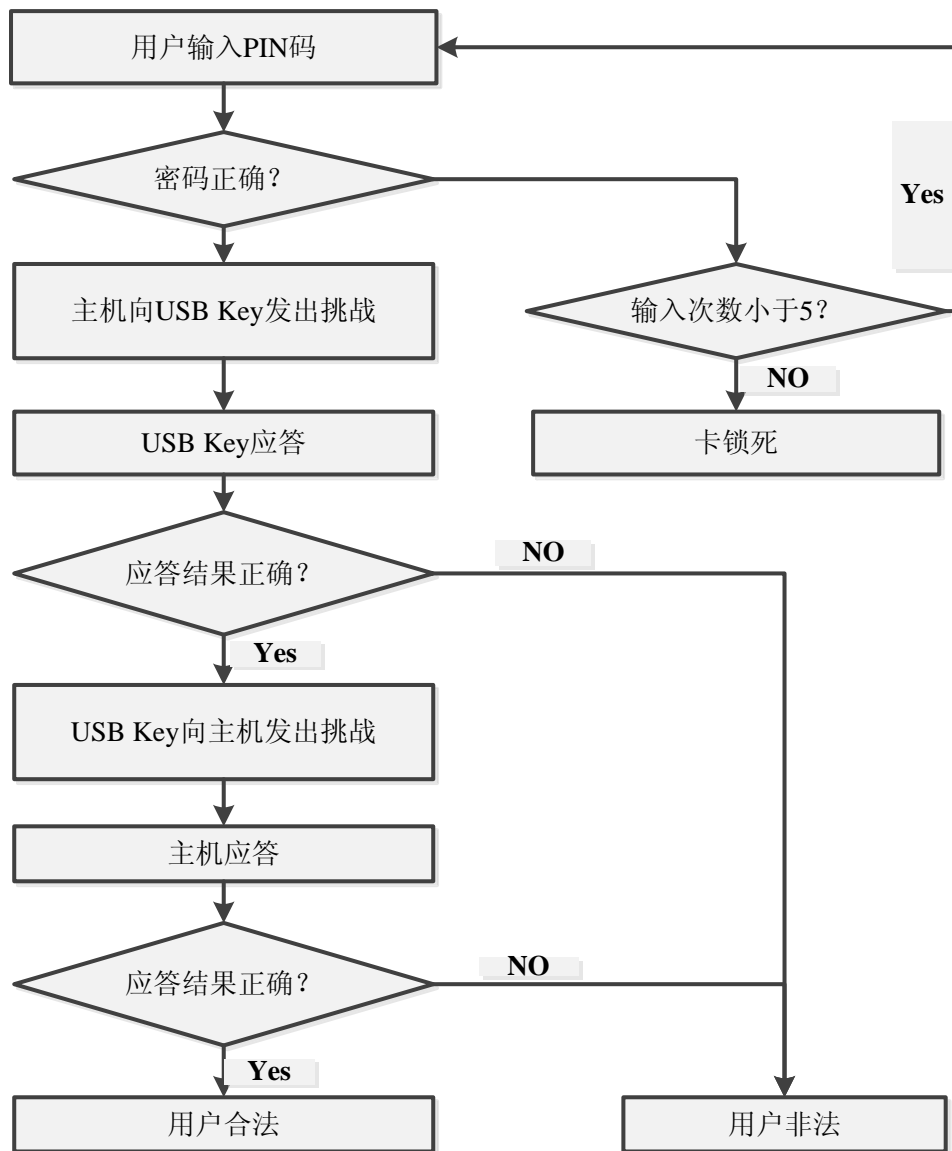 用户输入PIN码
密码正确?
Yes
主机向USB Key发出挑战
输入次数小于5?
NO
USB Key应答
卡锁死
应答结果正确?
NO
Yes
USB Key向主机发出挑战
主机应答
应答结果正确?
NO
Yes
用户合法
用户非法